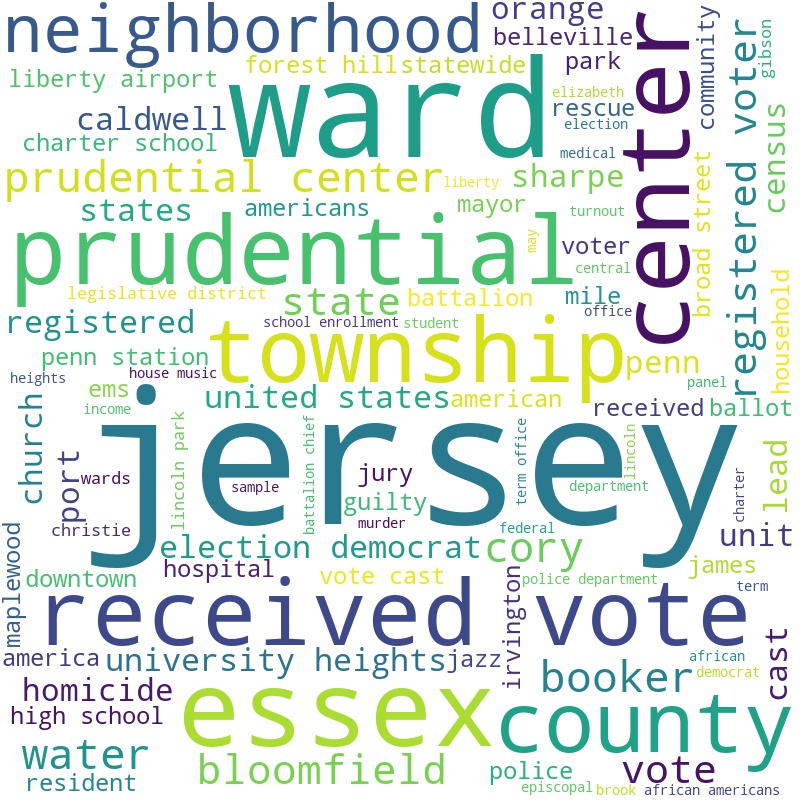 neighborhood
orange
belleville
community
gibson
liberty airport
forest hill
statewide
park
elizabeth
caldwell
ward
rescue
election
center
registered voter
census
charter school
medical
prudential center
liberty
sharpe
broad street
states
americans
mayor
turnout
prudential
may
voter
central
legislative district
state
battalion
mile
household
registered
school enrollment
student
office
township
penn station
house music
penn
panel
heights
ems
united states
american
received
ballot
income
church
port
jersey
lincoln park
battalion chief
term office
lincoln
lead
wards
sample
jury
department
charter
guilty
christie
murder
federal
unit
maplewood
election democrat
cory
downtown
hospital
vote cast
police department
james
term
received vote
irvington
america
university heights
jazz
african
democrat
cast
homicide
booker
high school
essex
county
water
bloomfield
police
vote
resident
episcopal
brook
african americans